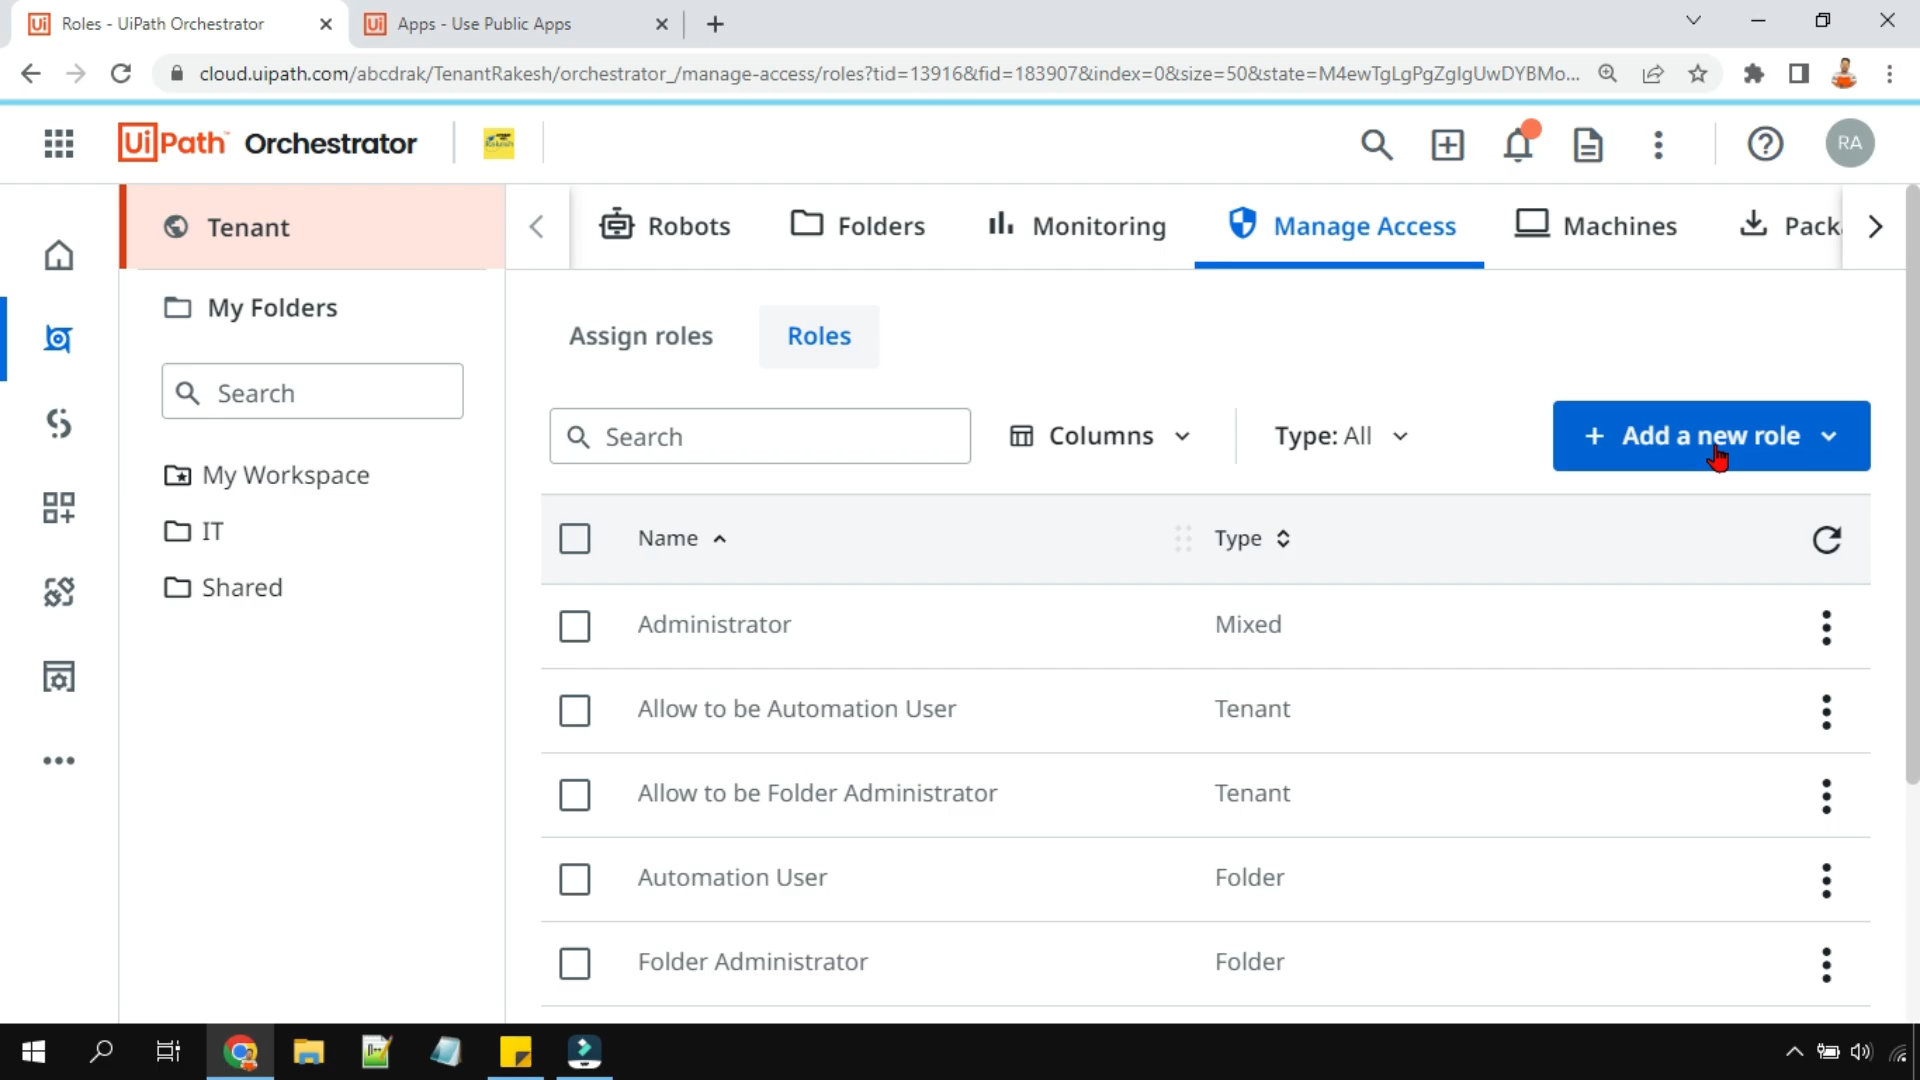 Roles - UiPath Orchestrator
Apps - Use Public Apps
cloud.uipath.com/abcdrak/TenantRakesh/orchestrator_/manage-access/roles?tid=13916&fid=183907&index=0&size=50&state=M4ewTgLgPgZgIgUwDYBMo...
UiPath Orchestrator
RA
Tenant
Robots
Folders
Monitoring
Manage Access
Machines
Packa
My Folders
Search
My Workspace
IT
Shared
Assign roles
Roles
Search
Columns
Type: All
+ Add a new role
Name
Type
Administrator
Mixed
Allow to be Automation User
Tenant
Allow to be Folder Administrator
Tenant
Automation User
Folder
Folder Administrator
Folder